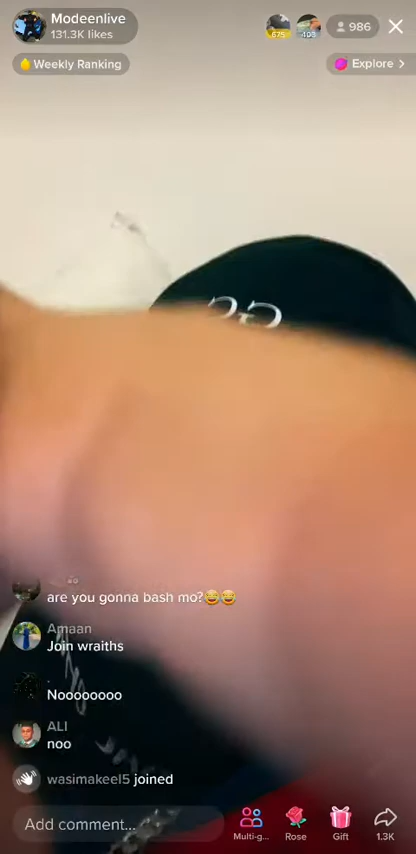 Modeenlive
131.3K likes
675
408
986
Weekly Ranking
Explore
are you gonna bash mo?😂😂
Amaan
Join wraiths
.
Noooooooo
ALI
noo
wasimakeel5 joined
Add comment...
Multi-g...
Rose
Gift
1.3K